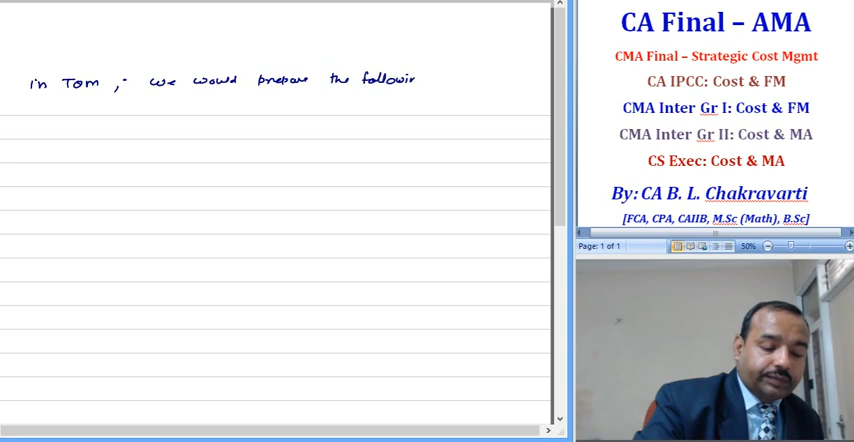 in TQM ,- we would prepare the followin
CA Final – AMA
CMA Final – Strategic Cost Mgmt
CA IPCC: Cost & FM
CMA Inter Gr I: Cost & FM
CMA Inter Gr II: Cost & MA
CS Exec: Cost & MA
By: CA B. L. Chakravarti
[FCA, CPA, CAIIB, M.Sc (Math), B.Sc]
Page: 1 of 1
50%